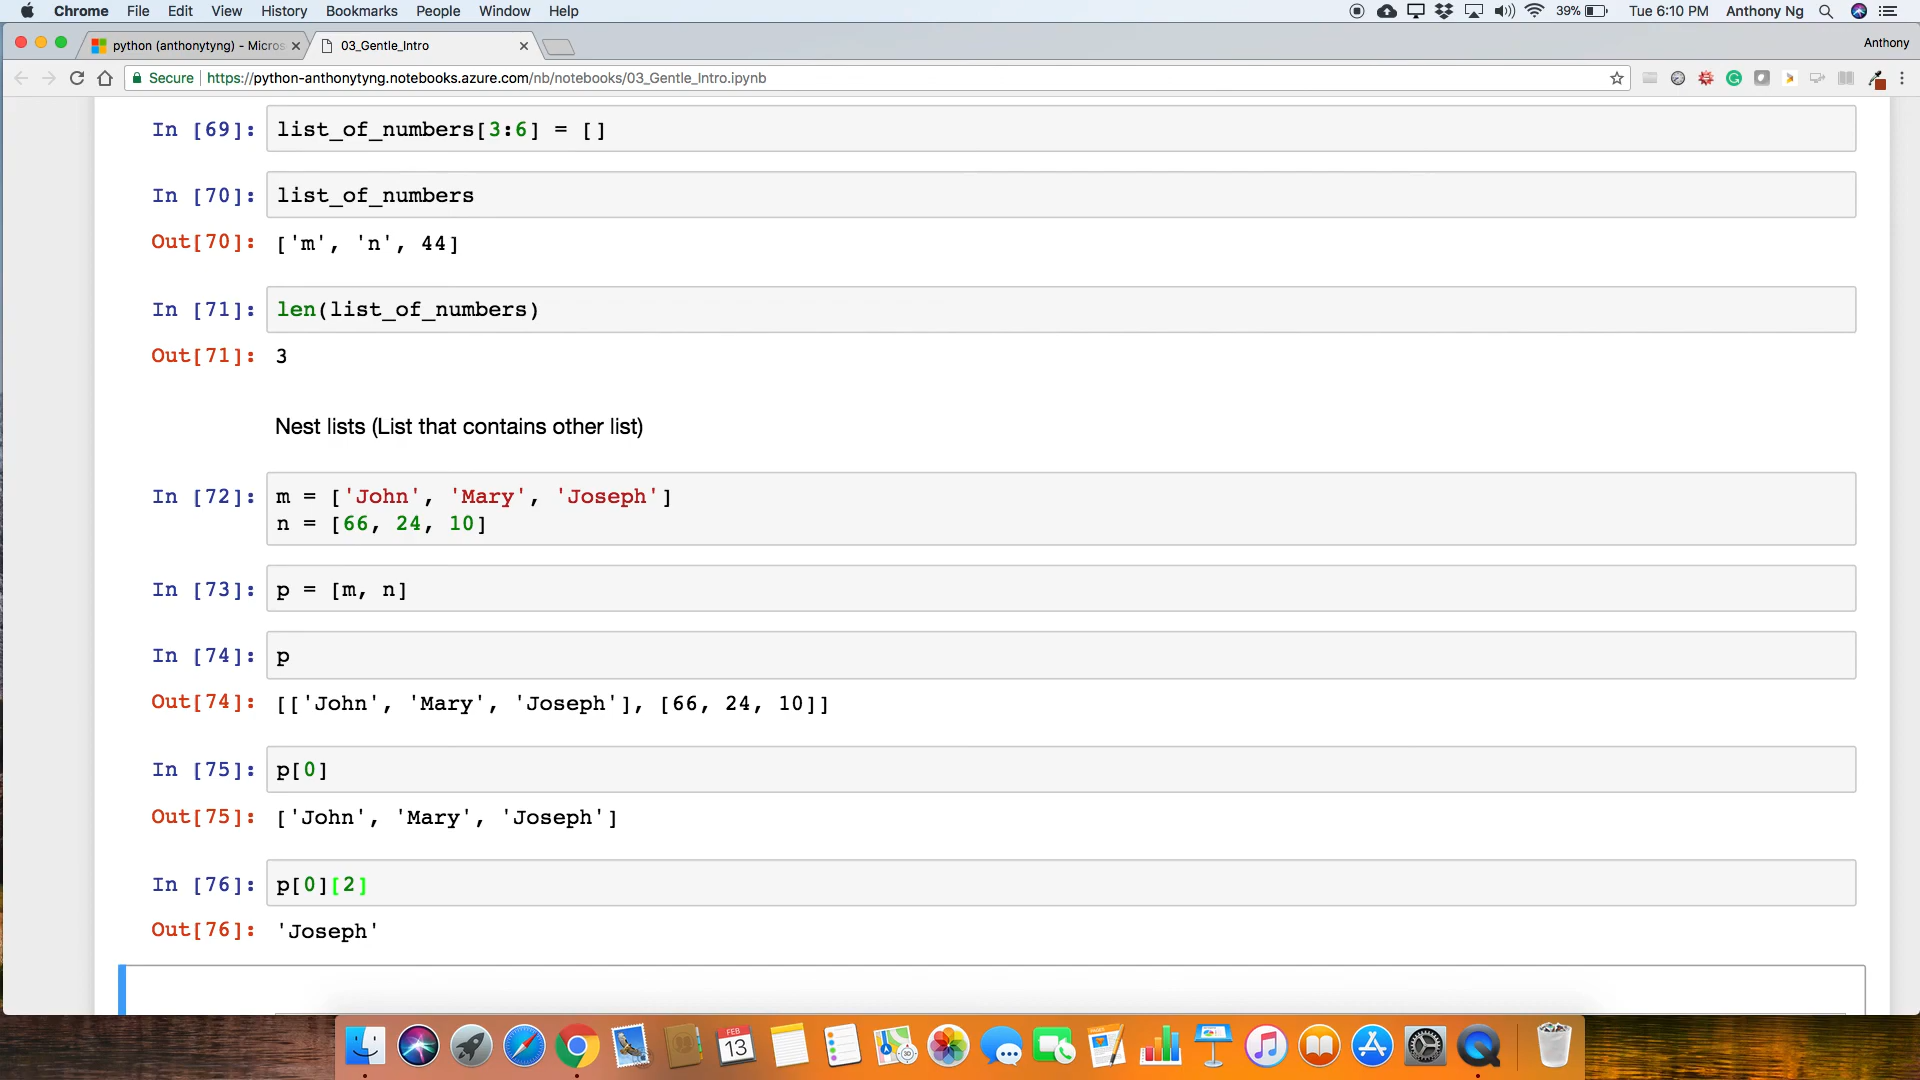 Chrome File Edit View History Bookmarks People Window Help 39% Tue 6:10 PM Anthony Ng
python (anthonytyng) - Micros 03_Gentle_Intro Anthony
Secure https://python-anthonytyng.notebooks.azure.com/nb/notebooks/03_Gentle_Intro.ipynb
In [69]: list_of_numbers[3:6] = []
In [70]: list_of_numbers
Out[70]: ['m', 'n', 44]
In [71]: len(list_of_numbers)
Out[71]: 3
Nest lists (List that contains other list)
In [72]: m = ['John', 'Mary', 'Joseph']
n = [66, 24, 10]
In [73]: p = [m, n]
In [74]: p
Out[74]: [['John', 'Mary', 'Joseph'], [66, 24, 10]]
In [75]: p[0]
Out[75]: ['John', 'Mary', 'Joseph']
In [76]: p[0][2]
Out[76]: 'Joseph'
FEB
13